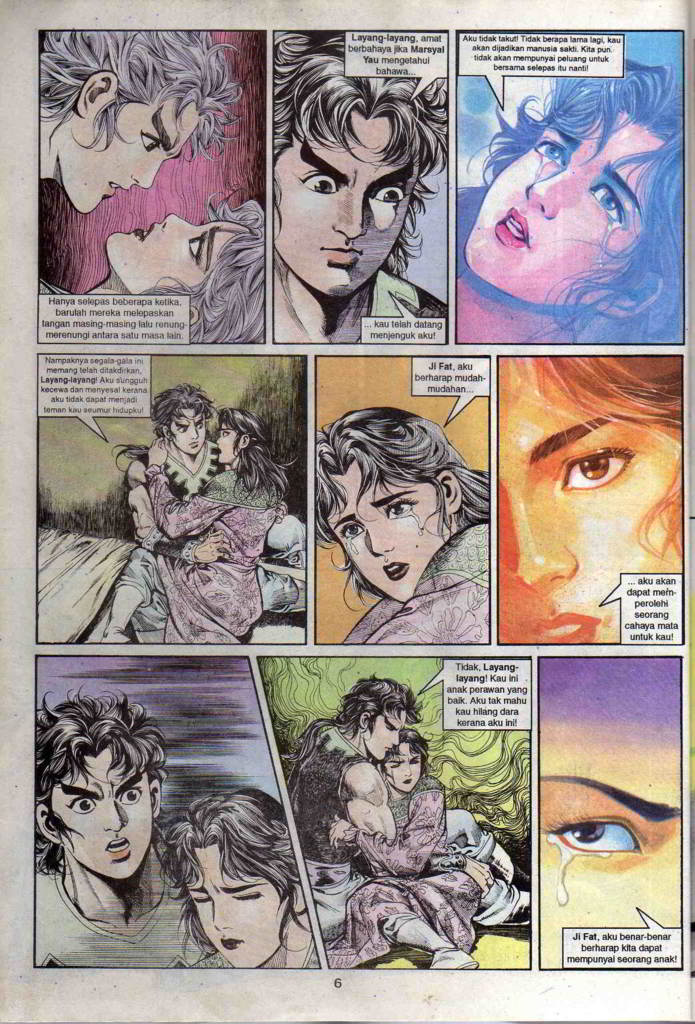 Hanya selepas beberapa ketika,
barulah mereka melepaskan
tangan masing-masing lalu renung-
merenungi antara satu masa lain.
Layang-layang, amat
berbahaya jika Marsyal
Yau mengetahui
bahawa...
... kau telah datang
menjenguk aku!
Aku tidak takut! Tidak berapa lama lagi, kau
akan dijadikan manusia sakti. Kita pun
tidak akan mempunyai peluang untuk
bersama selepas itu nanti!
Nampaknya segala-gala ini
memang telah ditakdirkan,
Layang-layang! Aku sungguh
kecewa dan menyesal kerana
aku tidak dapat menjadi
teman kau seumur hidupku!
Ji Fat, aku
berharap mudah-
mudahan...
... aku akan
dapat mem-
perolehi
seorang
cahaya mata
untuk kau!
Tidak, Layang-
layang! Kau ini
anak perawan yang
baik. Aku tak mahu
kau hilang dara
kerana aku ini!
Ji Fat, aku benar-benar
berharap kita dapat
mempunyai seorang anak!
6